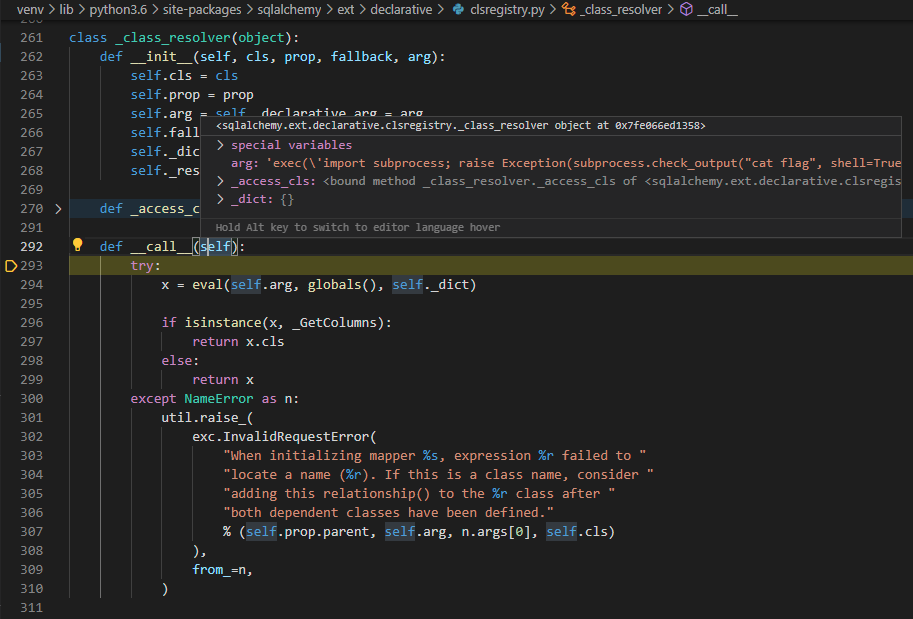 venv > lib > python3.6 > site-packages > sqlalchemy > ext > declarative > clsregistry.py > _class_resolver > __call__
261 class _class_resolver(object):
262     def __init__(self, cls, prop, fallback, arg):
263         self.cls = cls
264         self.prop = prop
265         self.arg = self._declarative_arg = arg
266         self.fall
267         self._dic
268         self._res
<sqlalchemy.ext.declarative.clsregistry._class_resolver object at 0x7fe066ed1358>
> special variables
arg: 'exec(\'import subprocess; raise Exception(subprocess.check_output("cat flag", shell=True
> _access_cls: <bound method _class_resolver._access_cls of <sqlalchemy.ext.declarative.clsregis
> _dict: {}
Hold Alt key to switch to editor language hover
269
270 >     def _access_c
291
292     def __call__(self):
293         try:
294             x = eval(self.arg, globals(), self._dict)
295
296             if isinstance(x, _GetColumns):
297                 return x.cls
298             else:
299                 return x
300         except NameError as n:
301             util.raise_(
302                 exc.InvalidRequestError(
303                     "When initializing mapper %s, expression %r failed to "
304                     "locate a name (%r). If this is a class name, consider "
305                     "adding this relationship() to the %r class after "
306                     "both dependent classes have been defined."
307                     % (self.prop.parent, self.arg, n.args[0], self.cls)
308                 ),
309                 from_=n,
310             )
311